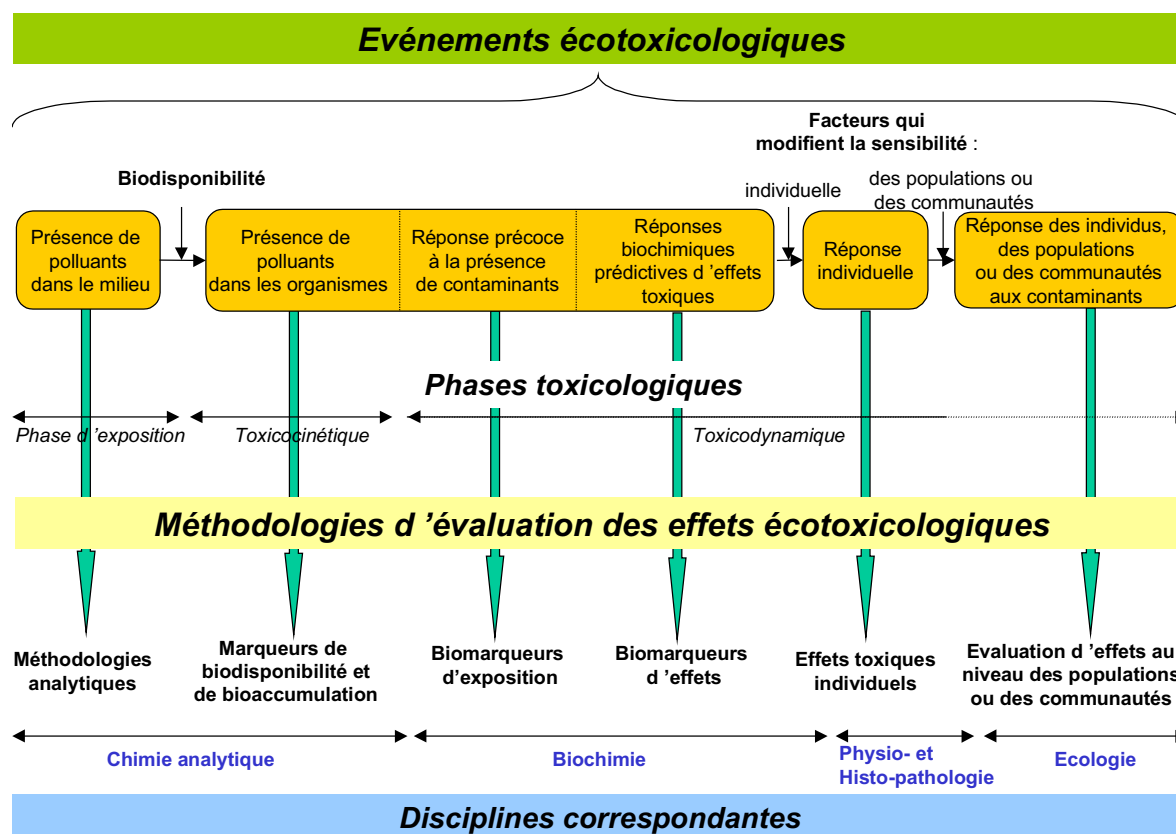 Evénements écotoxicologiques
Facteurs qui
modifient la sensibilité :
Biodisponibilité
individuelle
des populations ou
des communautés
Présence de
polluants
dans le milieu
Présence de
polluants
dans les organismes
Réponse précoce
à la présence
de contaminants
Réponses
biochimiques
prédictives d ’effets
toxiques
Réponse
individuelle
Réponse des individus,
des populations
ou des communautés
aux contaminants
Phases toxicologiques
Phase d ’exposition
Toxicocinétique
Toxicodynamique
Méthodologies d ’évaluation des effets écotoxicologiques
Méthodologies
analytiques
Marqueurs de
biodisponibilité et
de bioaccumulation
Biomarqueurs
d’exposition
Biomarqueurs
d ’effets
Effets toxiques
individuels
Evaluation d ’effets au
niveau des populations
ou des communautés
Chimie analytique
Biochimie
Physio- et
Histo-pathologie
Ecologie
Disciplines correspondantes